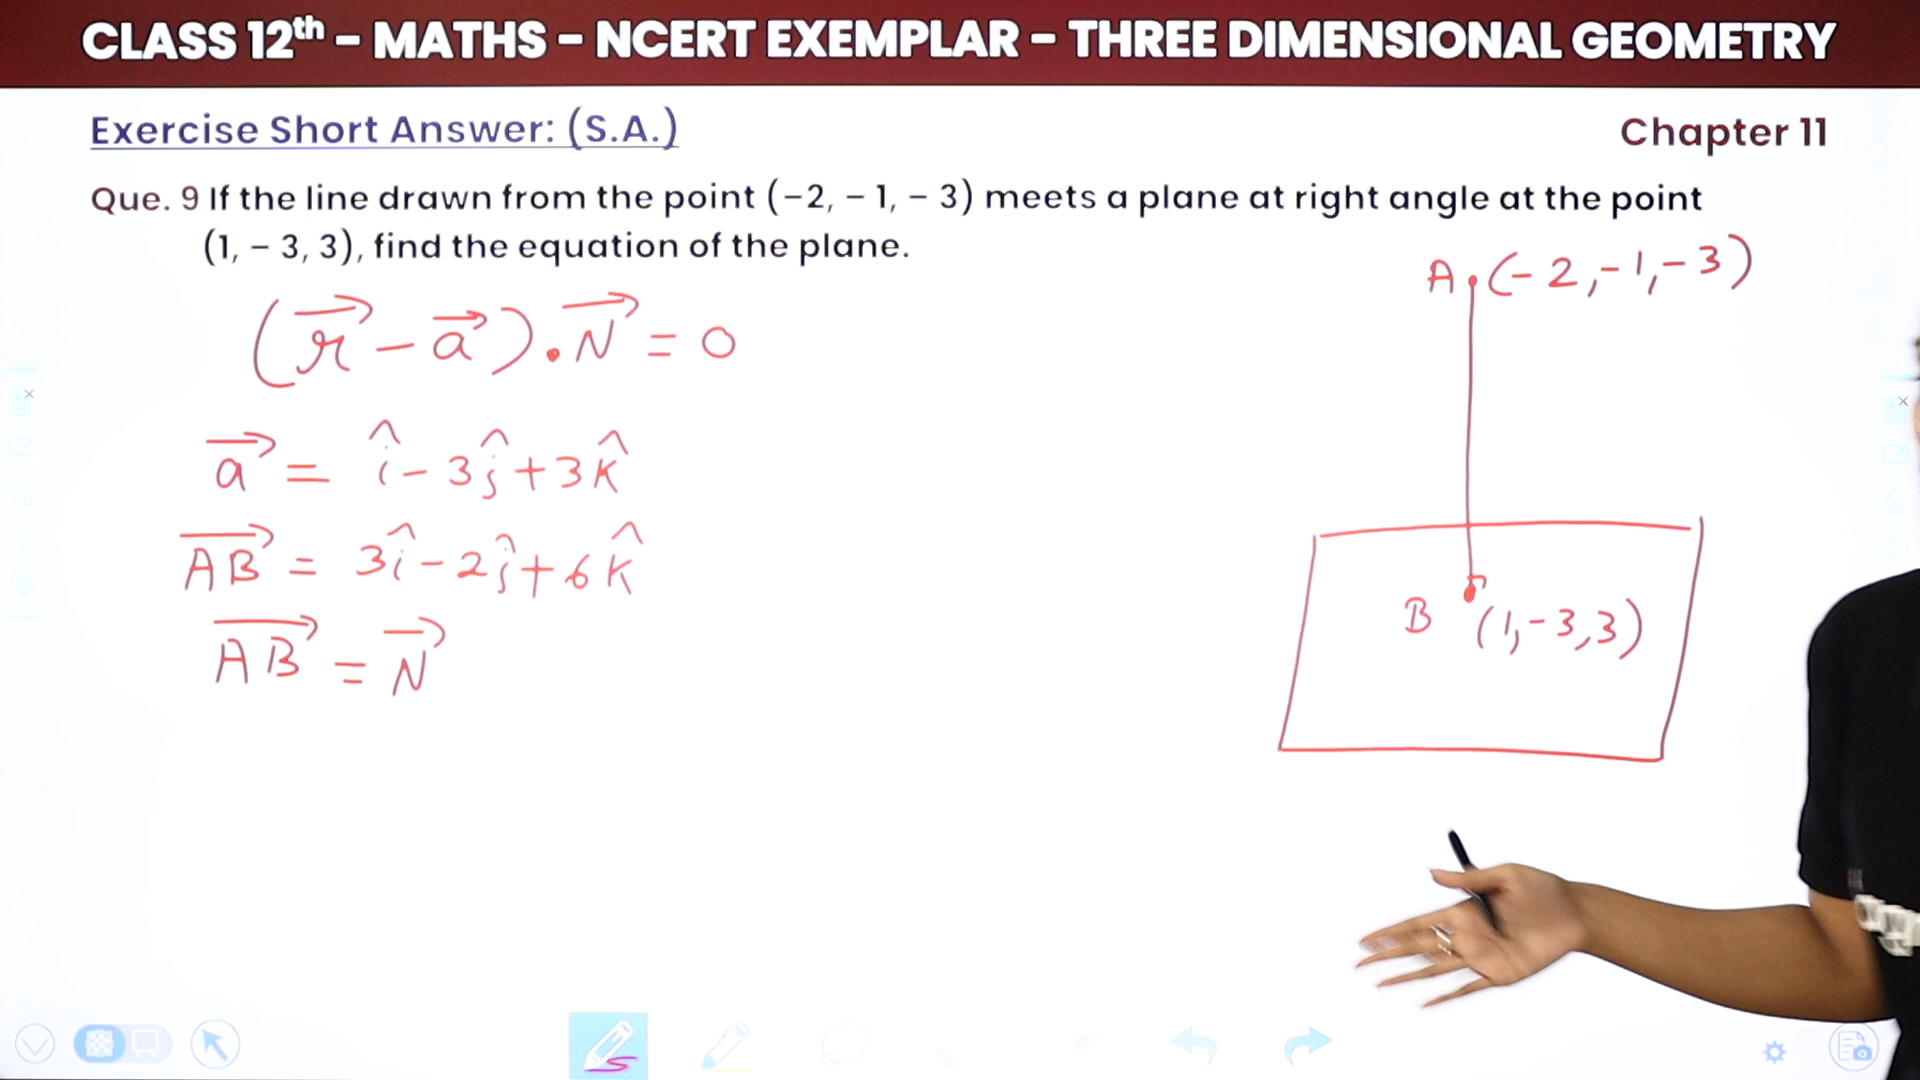 CLASS 12th – MATHS – NCERT EXEMPLAR – THREE DIMENSIONAL GEOMETRY
Exercise Short Answer: (S.A.)
Chapter 11
Que. 9 If the line drawn from the point (–2, – 1, – 3) meets a plane at right angle at the point
(1, – 3, 3), find the equation of the plane.
A (-2,-1,-3)
(r⃗ - a⃗) . N⃗ = 0
a⃗ = î - 3ĵ + 3k̂
AB⃗ = 3î - 2ĵ + 6k̂
B (1,-3,3)
AB⃗ = N⃗